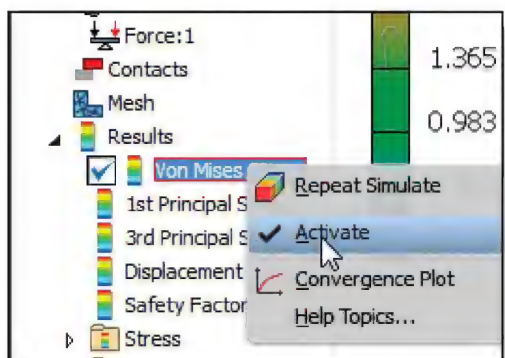 Force:1
Contacts
Mesh
Results
Von Mises
1st Principal S
3rd Principal S
Displacement
Safety Factor
Stress
1.365
0.983
Repeat Simulate
Activate
Convergence Plot
Help Topics...